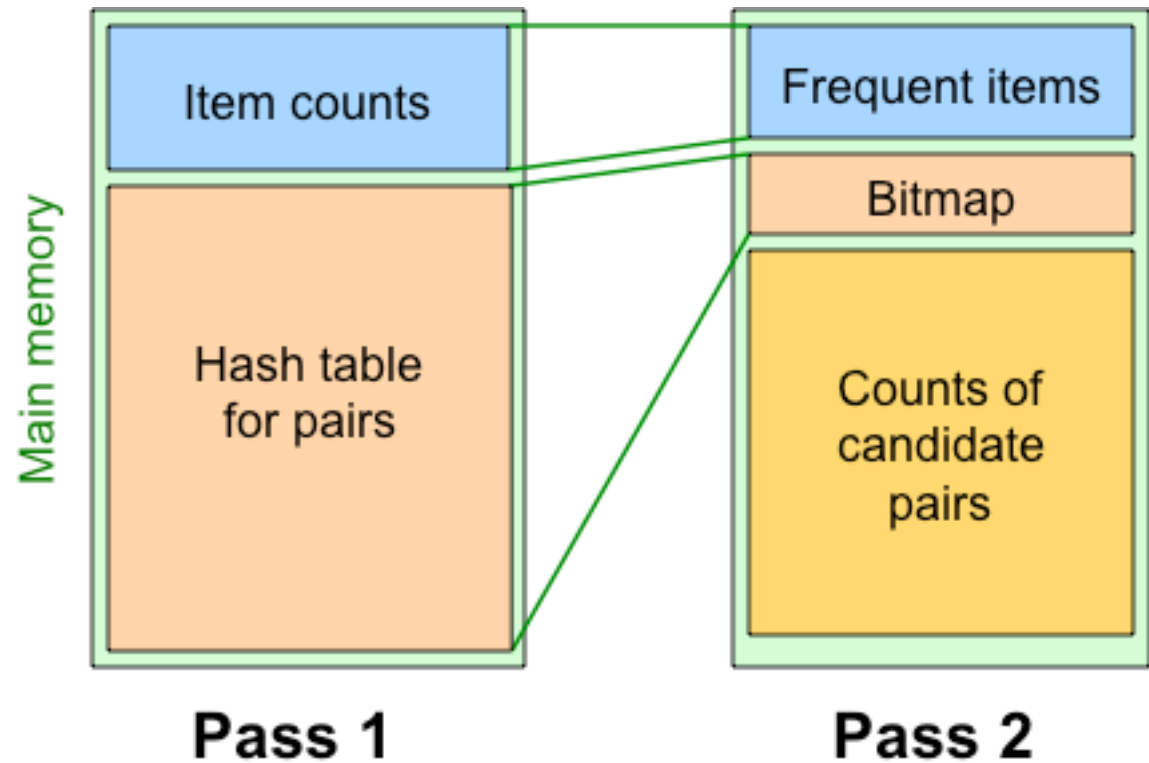 Main memory
Item counts
Hash table
for pairs
Pass 1
Frequent items
Bitmap
Counts of
candidate
pairs
Pass 2